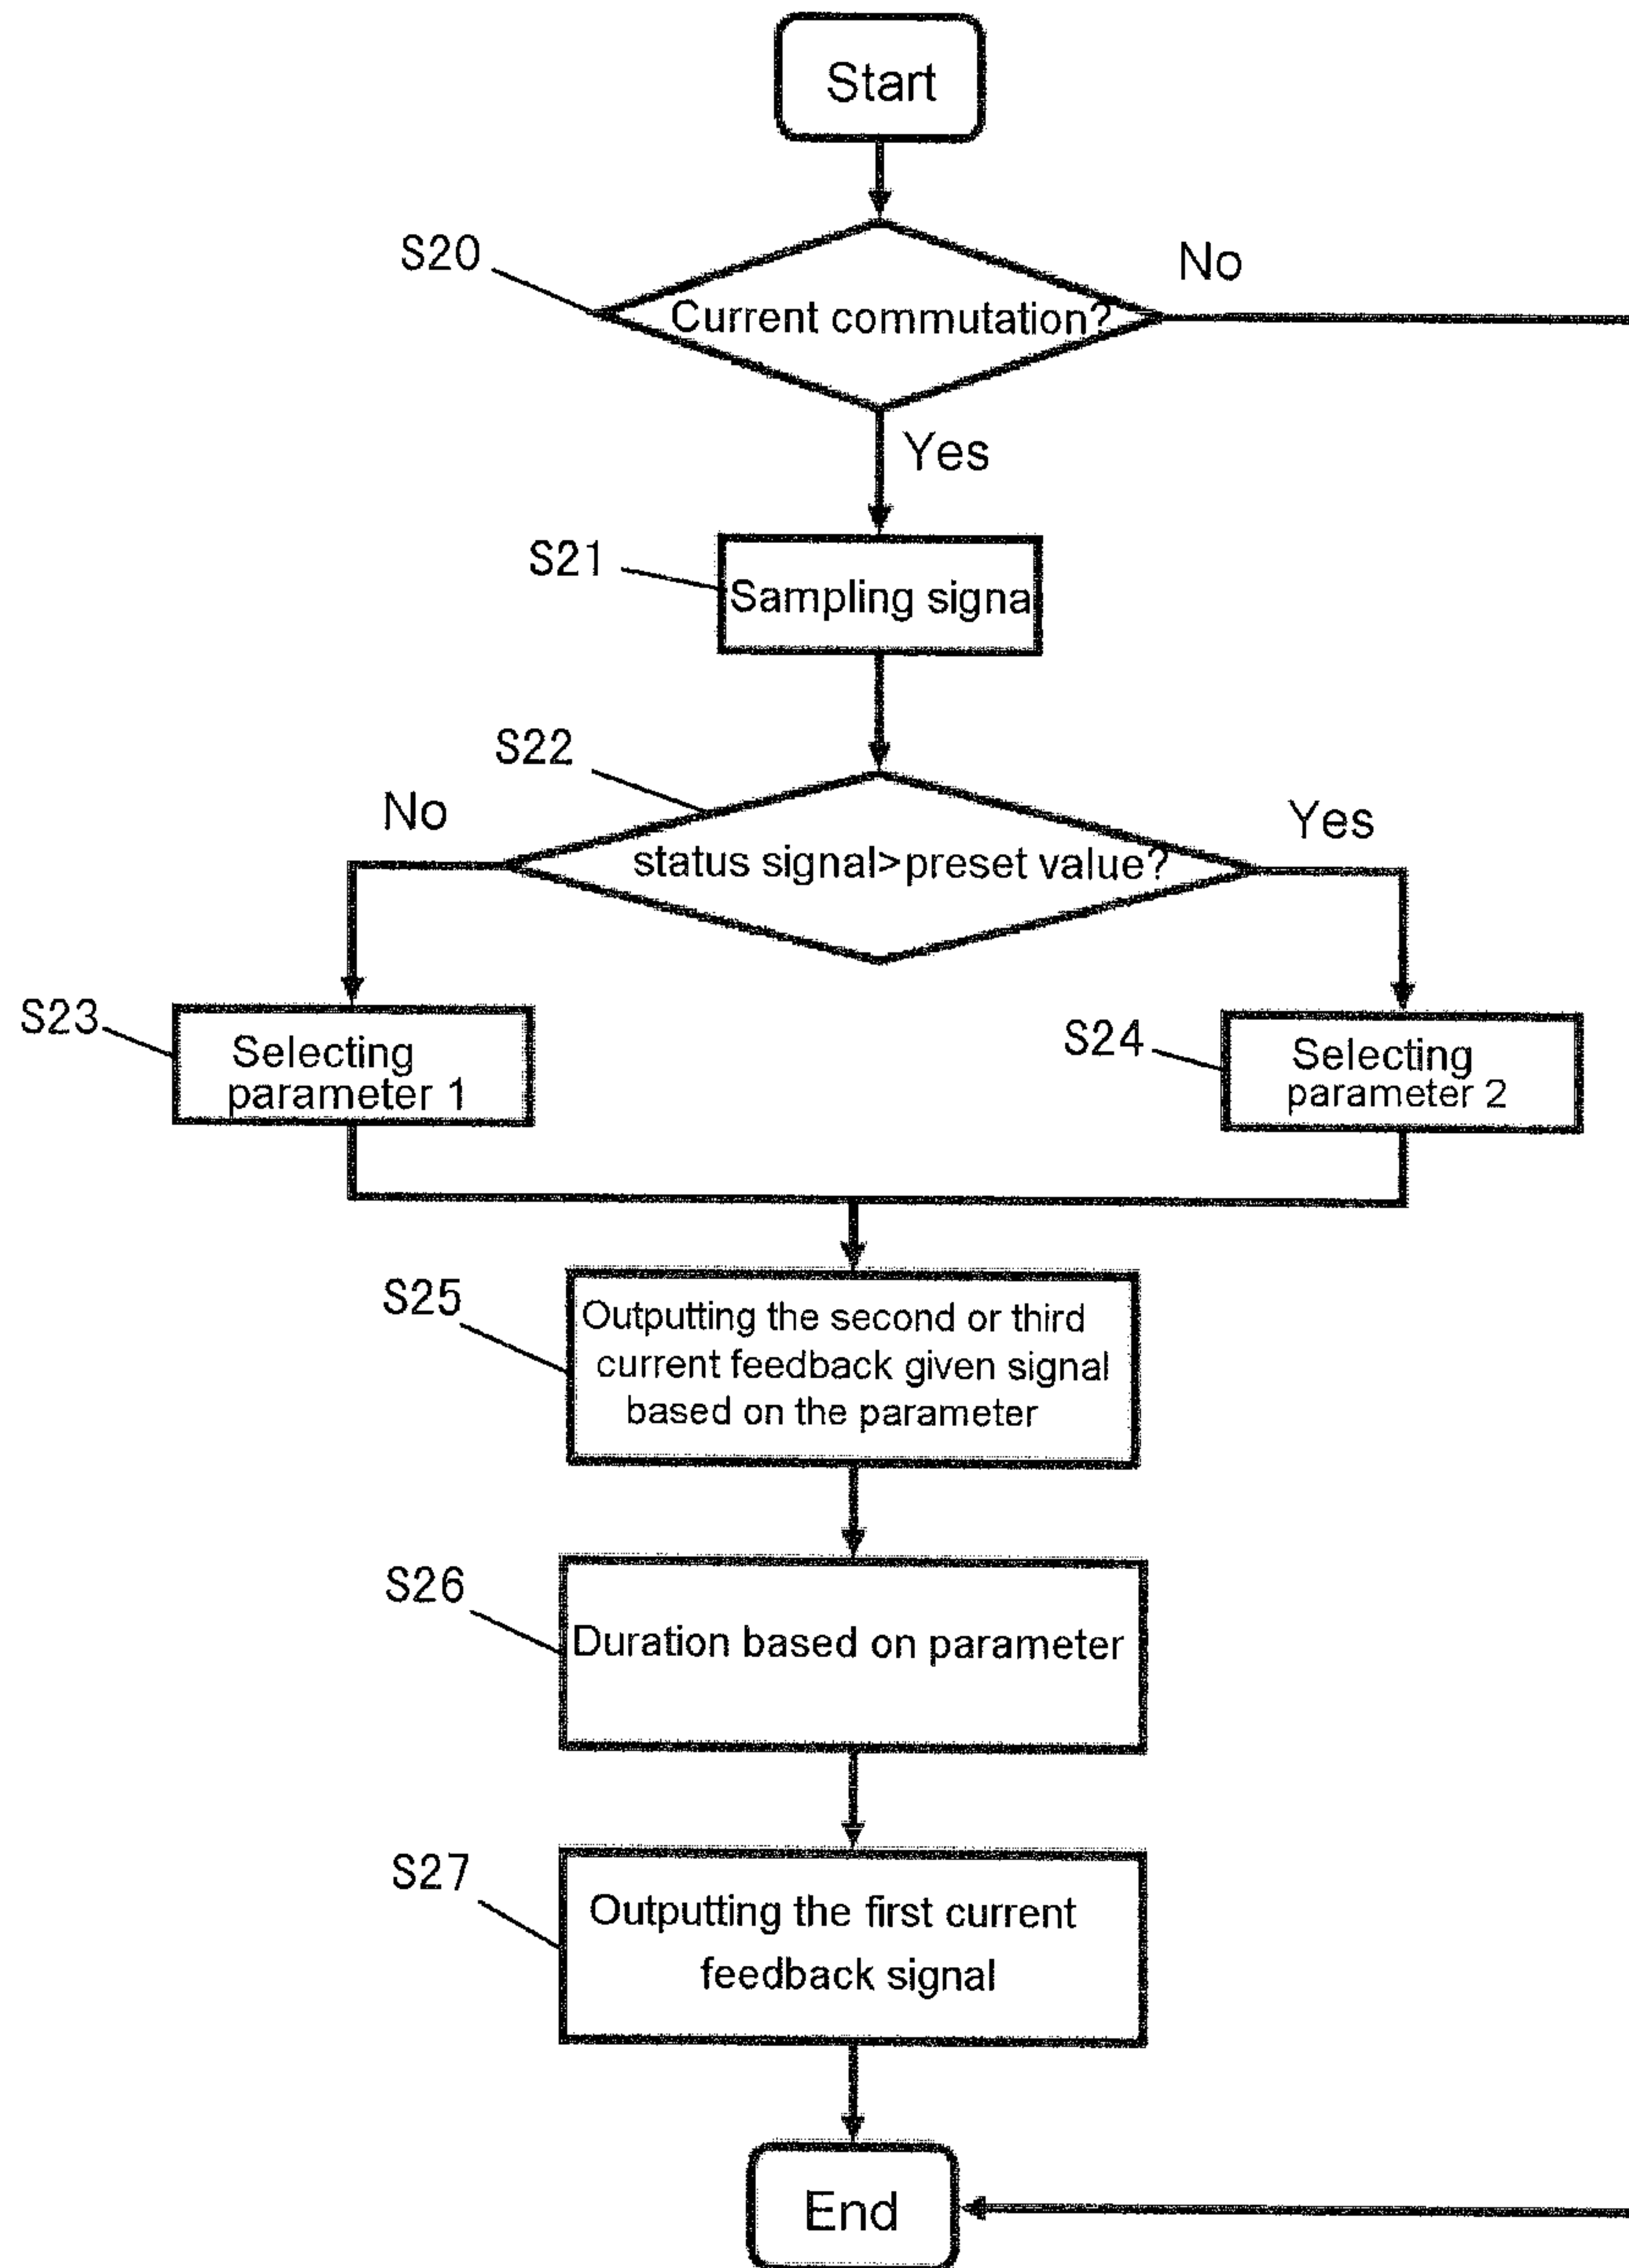 Start
S20
No
Current commutation?
Yes
S21
Sampling signa
S22
No
Yes
status signal>preset value?
S23
Selecting
parameter 1
S24
Selecting
parameter 2
S25
Outputting the second or third
current feedback given signal
based on the parameter
S26
Duration based on parameter
S27
Outputting the first current
feedback signal
End